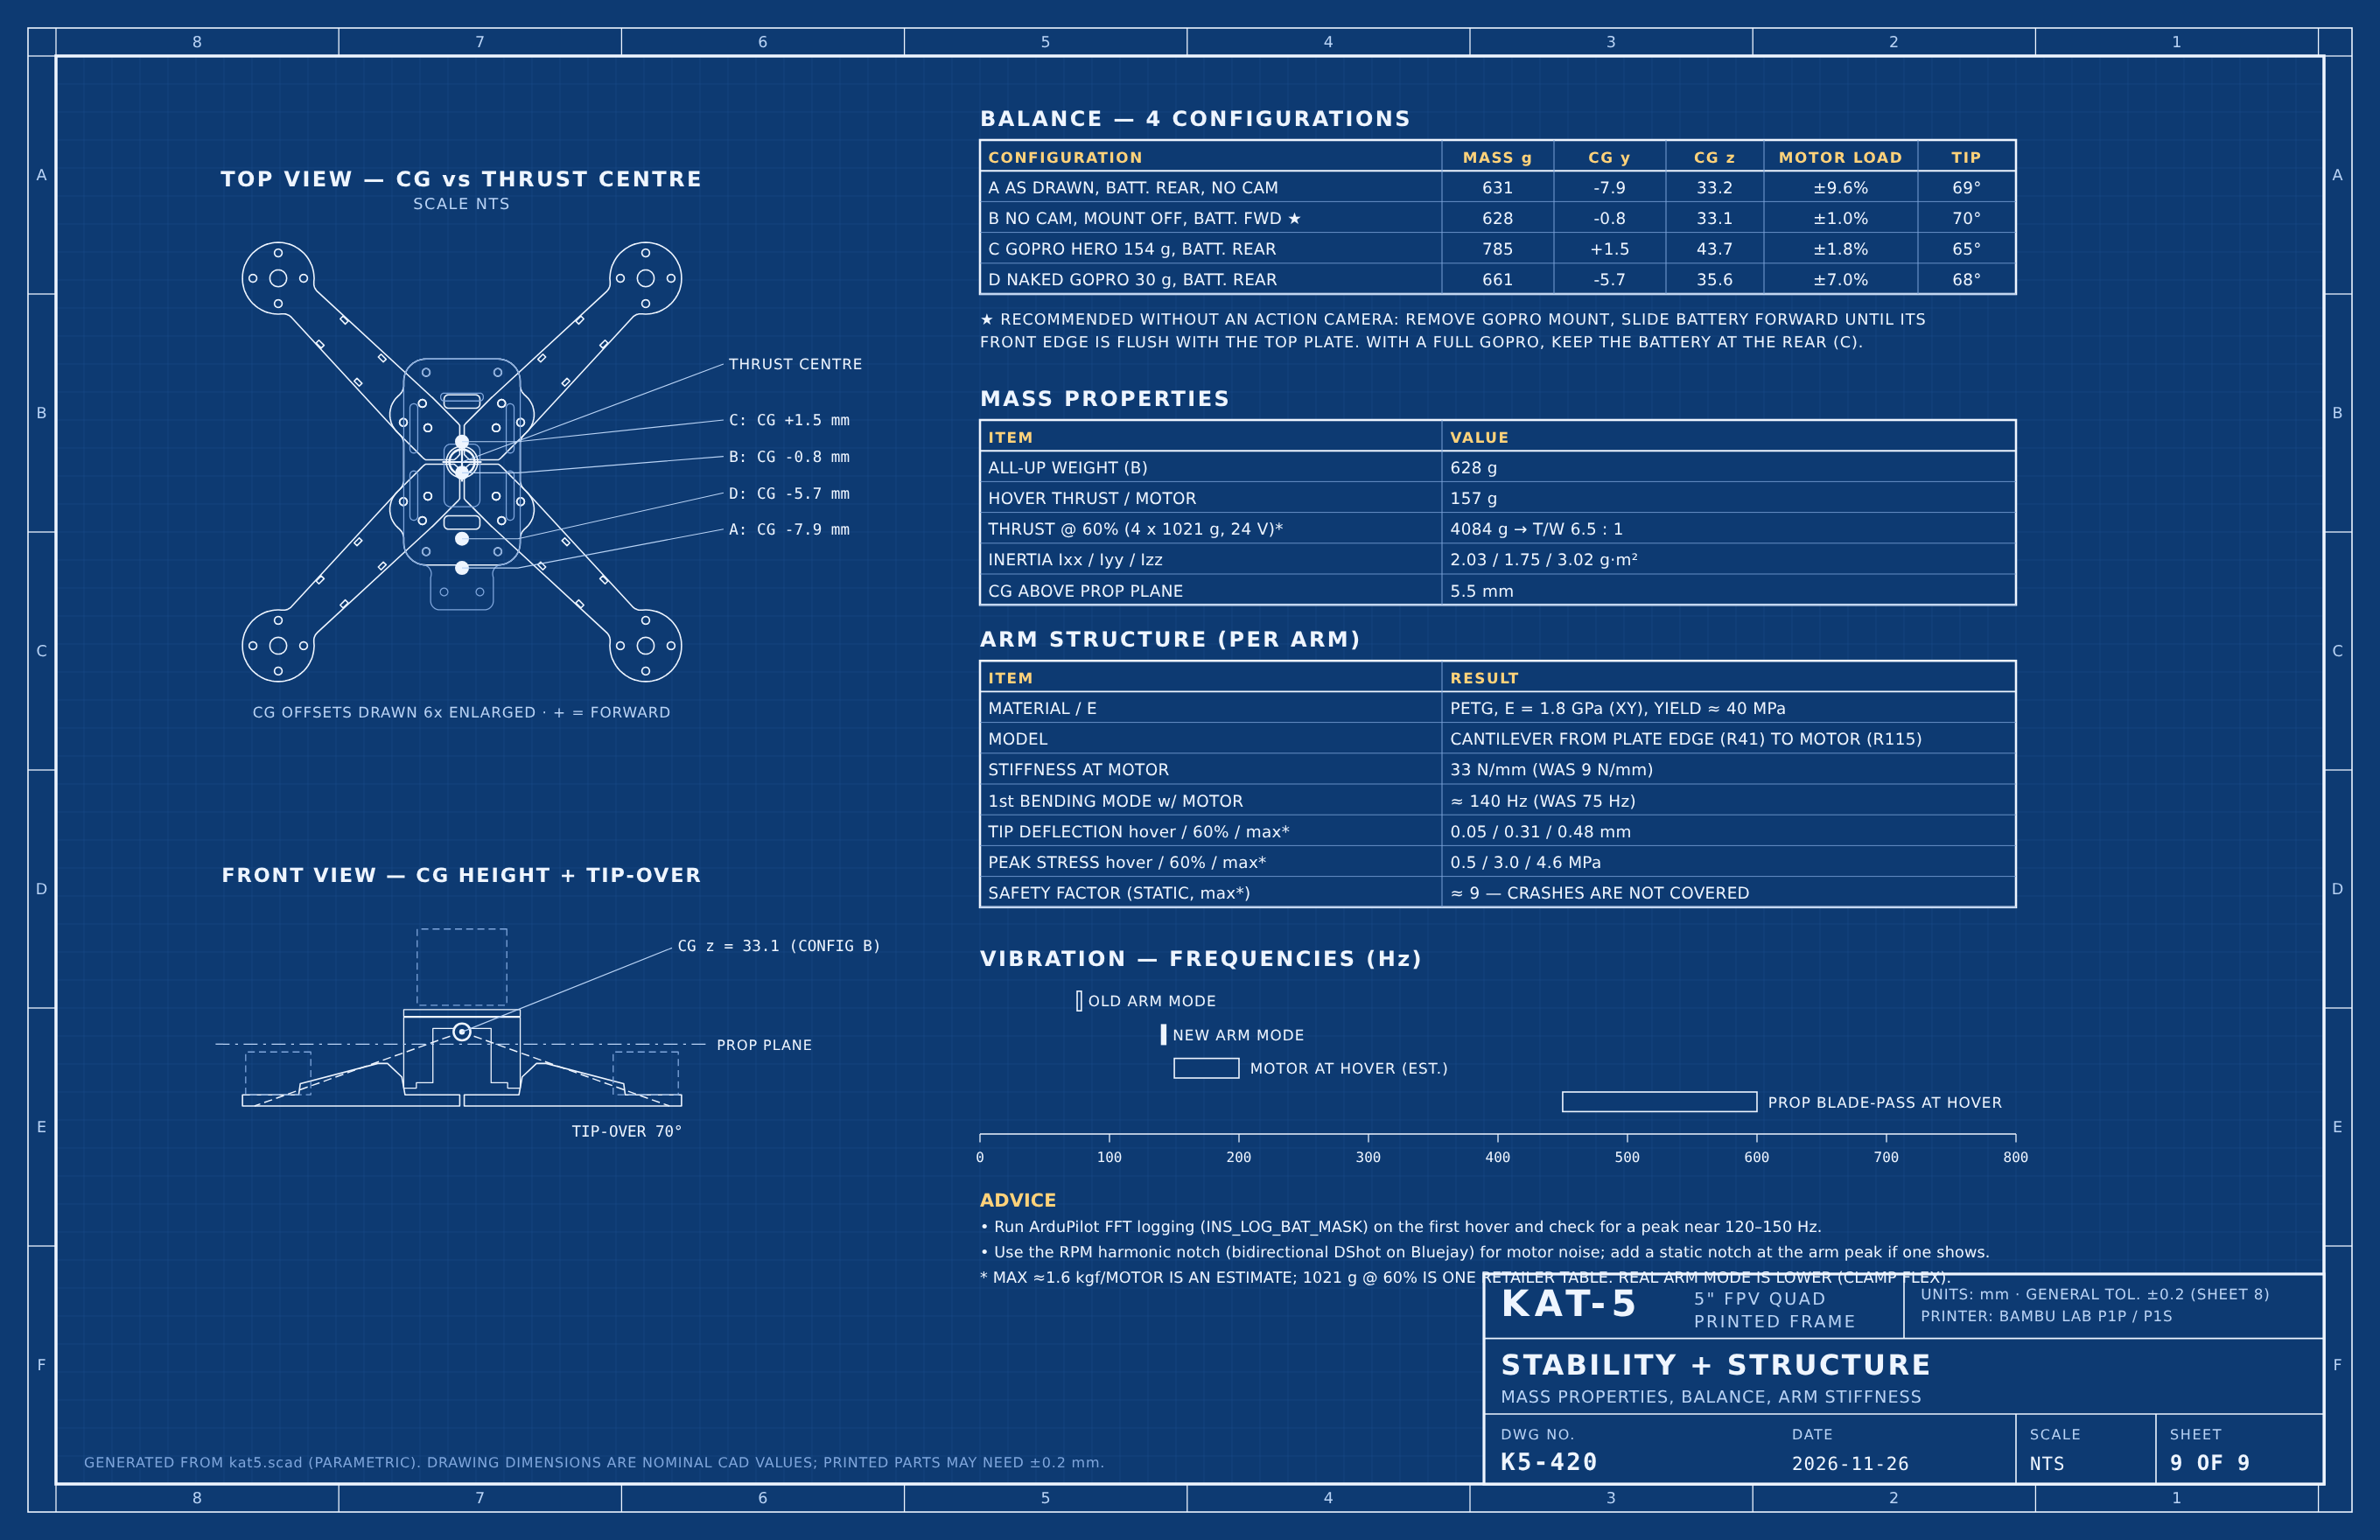 8 7 6 5 4 3 2 1
A A
B B
C C
D D
E E
F F
TOP VIEW — CG vs THRUST CENTRE
SCALE NTS
THRUST CENTRE
C: CG +1.5 mm
B: CG -0.8 mm
D: CG -5.7 mm
A: CG -7.9 mm
CG OFFSETS DRAWN 6x ENLARGED · + = FORWARD
FRONT VIEW — CG HEIGHT + TIP-OVER
CG z = 33.1 (CONFIG B)
PROP PLANE
TIP-OVER 70°
BALANCE — 4 CONFIGURATIONS
CONFIGURATION MASS g CG y CG z MOTOR LOAD TIP
A AS DRAWN, BATT. REAR, NO CAM 631 -7.9 33.2 ±9.6% 69°
B NO CAM, MOUNT OFF, BATT. FWD ★ 628 -0.8 33.1 ±1.0% 70°
C GOPRO HERO 154 g, BATT. REAR 785 +1.5 43.7 ±1.8% 65°
D NAKED GOPRO 30 g, BATT. REAR 661 -5.7 35.6 ±7.0% 68°
★ RECOMMENDED WITHOUT AN ACTION CAMERA: REMOVE GOPRO MOUNT, SLIDE BATTERY FORWARD UNTIL ITS
FRONT EDGE IS FLUSH WITH THE TOP PLATE. WITH A FULL GOPRO, KEEP THE BATTERY AT THE REAR (C).
MASS PROPERTIES
ITEM VALUE
ALL-UP WEIGHT (B) 628 g
HOVER THRUST / MOTOR 157 g
THRUST @ 60% (4 x 1021 g, 24 V)* 4084 g → T/W 6.5 : 1
INERTIA Ixx / Iyy / Izz 2.03 / 1.75 / 3.02 g·m²
CG ABOVE PROP PLANE 5.5 mm
ARM STRUCTURE (PER ARM)
ITEM RESULT
MATERIAL / E PETG, E = 1.8 GPa (XY), YIELD ≈ 40 MPa
MODEL CANTILEVER FROM PLATE EDGE (R41) TO MOTOR (R115)
STIFFNESS AT MOTOR 33 N/mm (WAS 9 N/mm)
1st BENDING MODE w/ MOTOR ≈ 140 Hz (WAS 75 Hz)
TIP DEFLECTION hover / 60% / max* 0.05 / 0.31 / 0.48 mm
PEAK STRESS hover / 60% / max* 0.5 / 3.0 / 4.6 MPa
SAFETY FACTOR (STATIC, max*) ≈ 9 — CRASHES ARE NOT COVERED
VIBRATION — FREQUENCIES (Hz)
OLD ARM MODE
NEW ARM MODE
MOTOR AT HOVER (EST.)
PROP BLADE-PASS AT HOVER
0 100 200 300 400 500 600 700 800
ADVICE
• Run ArduPilot FFT logging (INS_LOG_BAT_MASK) on the first hover and check for a peak near 120–150 Hz.
• Use the RPM harmonic notch (bidirectional DShot on Bluejay) for motor noise; add a static notch at the arm peak if one shows.
* MAX ≈1.6 kgf/MOTOR IS AN ESTIMATE; 1021 g @ 60% IS ONE RETAILER TABLE. REAL ARM MODE IS LOWER (CLAMP FLEX).
KAT-5
5" FPV QUAD
PRINTED FRAME
UNITS: mm · GENERAL TOL. ±0.2 (SHEET 8)
PRINTER: BAMBU LAB P1P / P1S
STABILITY + STRUCTURE
MASS PROPERTIES, BALANCE, ARM STIFFNESS
DWG NO. DATE SCALE SHEET
K5-420 2026-11-26 NTS 9 OF 9
GENERATED FROM kat5.scad (PARAMETRIC). DRAWING DIMENSIONS ARE NOMINAL CAD VALUES; PRINTED PARTS MAY NEED ±0.2 mm.
8 7 6 5 4 3 2 1